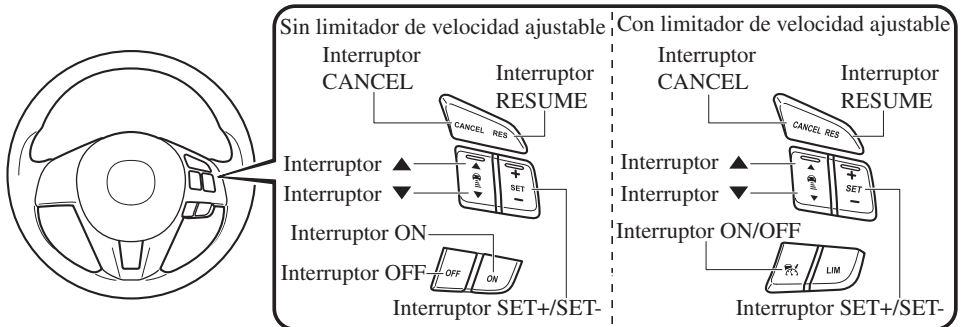 Sin limitador de velocidad ajustable
Interruptor
CANCEL
Interruptor
RESUME
CANCEL RES
Interruptor ▲
Interruptor ▼
+
SET
-
Interruptor ON
Interruptor OFF
OFF
ON
Interruptor SET+/SET-
Con limitador de velocidad ajustable
Interruptor
CANCEL
Interruptor
RESUME
CANCEL RES
Interruptor ▲
Interruptor ▼
+
SET
-
Interruptor ON/OFF
LIM
Interruptor SET+/SET-